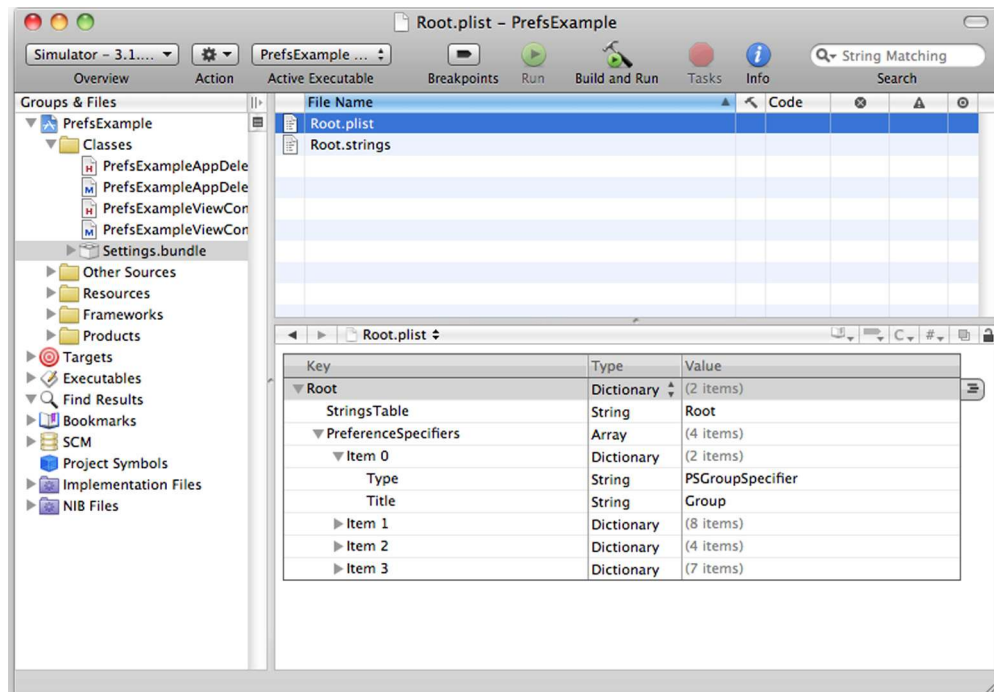 Root.plist – PrefsExample
Simulator – 3.1.... PrefsExample ... String Matching
Overview Action Active Executable Breakpoints Run Build and Run Tasks Info Search
Groups & Files
File Name Code
PrefsExample
Root.plist
Classes
Root.strings
PrefsExampleAppDele
PrefsExampleAppDele
PrefsExampleViewCon
PrefsExampleViewCon
Settings.bundle
Other Sources
Resources
Frameworks
Products
Targets
Executables
Find Results
Bookmarks
SCM
Project Symbols
Implementation Files
NIB Files
Root.plist C #
Key Type Value
Root Dictionary (2 items)
StringsTable String Root
PreferenceSpecifiers Array (4 items)
Item 0 Dictionary (2 items)
Type String PSGroupSpecifier
Title String Group
Item 1 Dictionary (8 items)
Item 2 Dictionary (4 items)
Item 3 Dictionary (7 items)